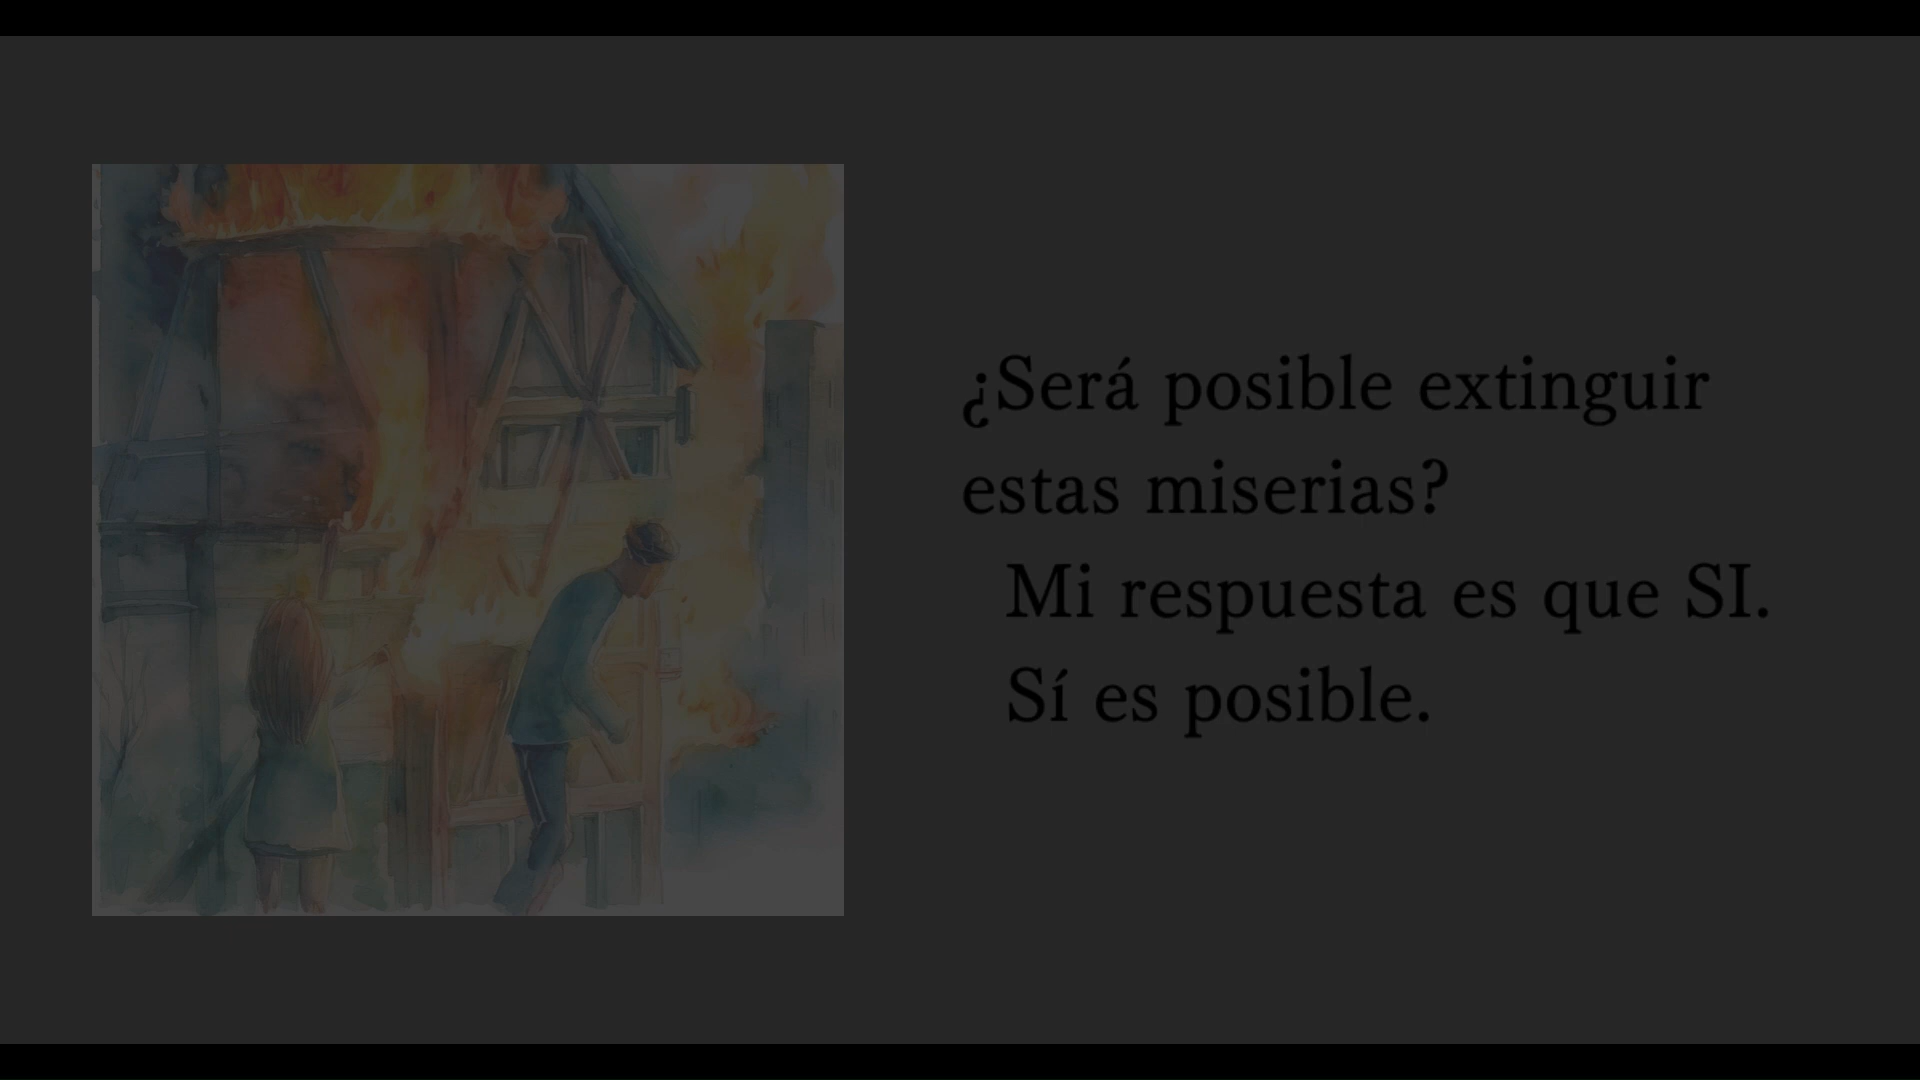 ¿Será posible extinguir
estas miserias?
Mi respuesta es que SI.
Sí es posible.